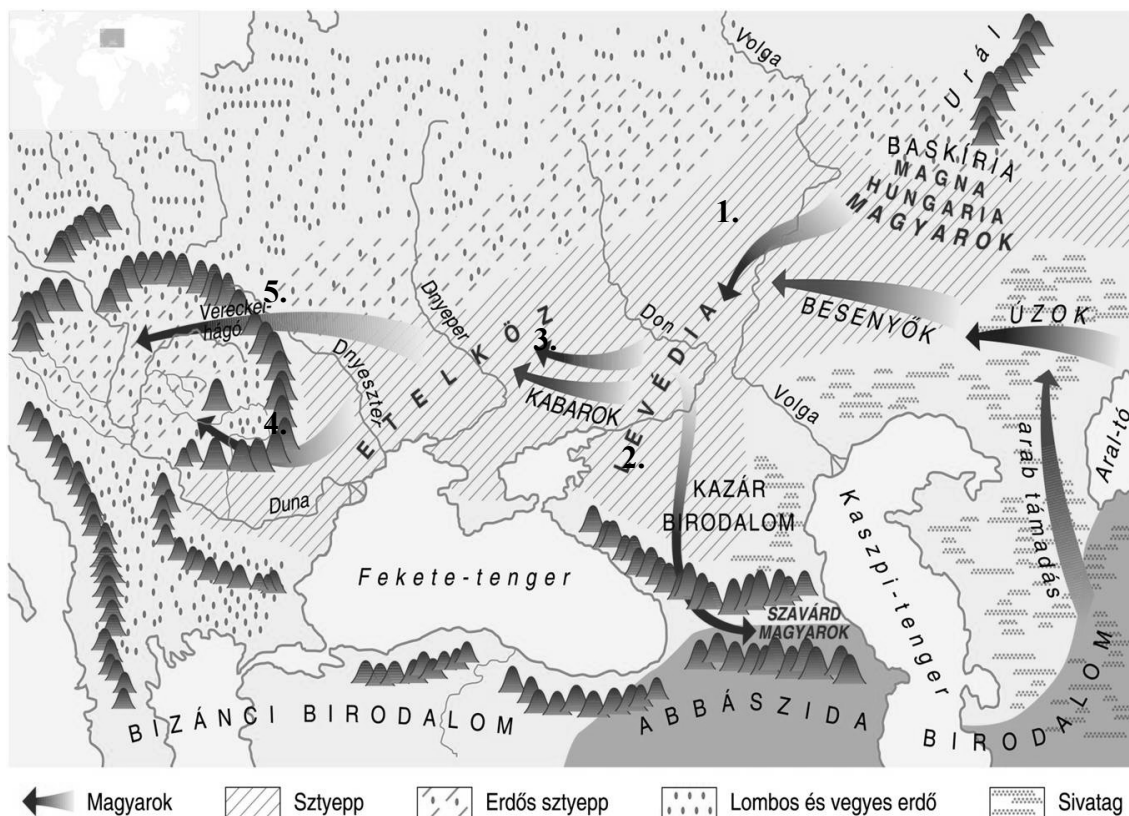 Volga
Urál
BASKÍRIA
MAGNA
HUNGARIA
MAGYAROK
1.
5.
Vereckei-
hágó
Dnyeper
Don
BESENYŐK
ÚZOK
3.
LEVÉDIA
ETELKÖZ
Dnyeszter
KABAROK
Volga
4.
2.
arab támadás
Aral-tó
Duna
KAZÁR
BIRODALOM
Kaszpi-tenger
Fekete-tenger
SZAVÁRD
MAGYAROK
BIZÁNCI BIRODALOM
ABBÁSZIDA BIRODALOM
Magyarok
Sztyepp
Erdős sztyepp
Lombos és vegyes erdő
Sivatag